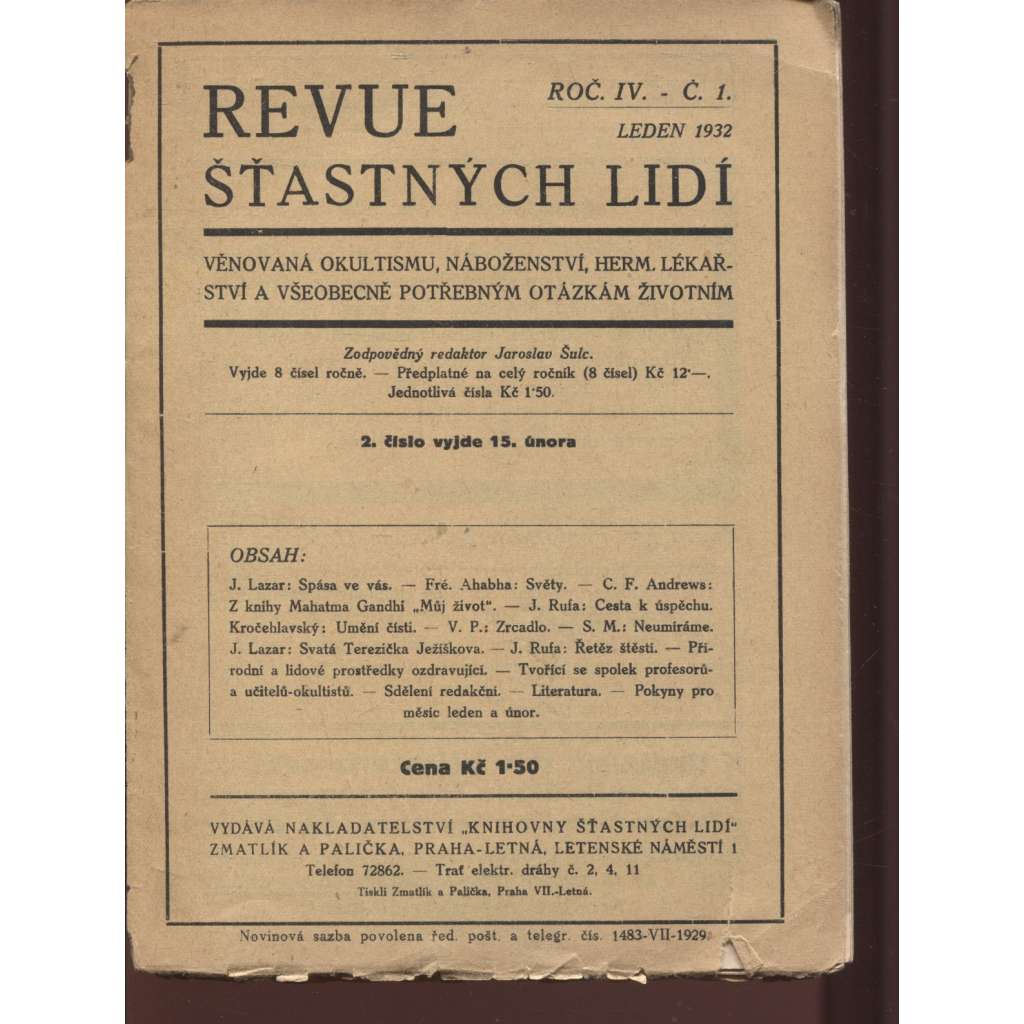 REVUE
ROČ. IV. - Č. 1.
LEDEN 1932
ŠŤASTNÝCH LIDÍ
VĚNOVANÁ OKULTISMU, NÁBOŽENSTVÍ, HERM. LÉKAŘ-
STVÍ A VŠEOBECNĚ POTŘEBNÝM OTÁZKÁM ŽIVOTNÍM
Zodpovědný redaktor Jaroslav Šulc.
Vyjde 8 čísel ročně. — Předplatné na celý ročník (8 čísel) Kč 12·—.
Jednotlivá čísla Kč 1·50.
2. číslo vyjde 15. února
OBSAH:
J. Lazar: Spása ve vás. — Fré. Ahabha: Světy. — C. F. Andrews:
Z knihy Mahatma Gandhi „Můj život". — J. Rufa: Cesta k úspěchu.
Kročehlavský: Umění čísti. — V. P.: Zrcadlo. — S. M.: Neumíráme.
J. Lazar: Svatá Terezička Ježíškova. — J. Rufa: Řetěz štěstí. — Pří-
rodní a lidové prostředky ozdravující. — Tvořící se spolek profesorů-
a učitelů-okultistů. — Sdělení redakční. — Literatura. — Pokyny pro
měsíc leden a únor.
Cena Kč 1·50
VYDÁVÁ NAKLADATELSTVÍ „KNIHOVNY ŠŤASTNÝCH LIDÍ"
ZMATLÍK A PALIČKA, PRAHA-LETNÁ, LETENSKÉ NÁMĚSTÍ 1
Telefon 72862. — Trať elektr. dráhy č. 2, 4, 11
Tiskli Zmatlík a Palička, Praha VII.-Letná.
Novinová sazba povolena řed. pošt. a telegr. čís. 1483-VII-1929.